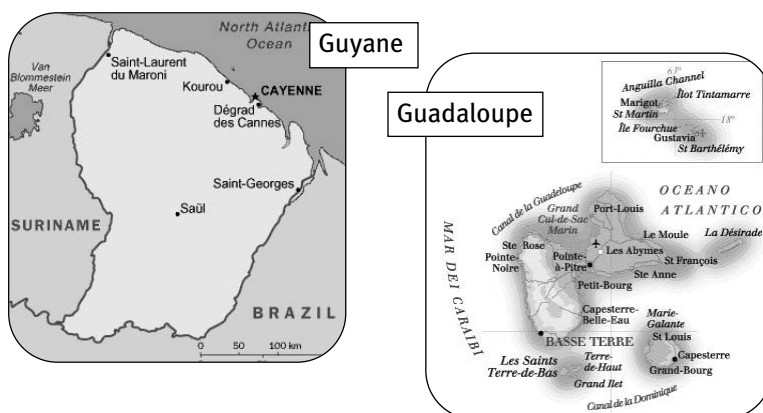 Guyane
North Atlantic
Ocean
Van
Blommestein
Meer
Saint-Laurent
du Maroni
Kourou
CAYENNE
Dégrad
des Cannes
Saint-Georges
Saül
SURINAME
BRAZIL
0 50 100 km
Guadaloupe
63°
Anguilla Channel
Îlot Tintamarre
Marigot
St Martin
18°
Île Fourchue
Gustavia
St Barthélémy
Canal de la Guadeloupe
OCEANO
ATLANTICO
Grand
Cul-de-Sac
Marin
Port-Louis
La Désirade
Le Moule
Ste Rose
Les Abymes
Pointe-
Noire
Pointe-
à-Pitre
St François
Ste Anne
Petit-Bourg
MAR DEI CARAIBI
Capesterre-
Belle-Eau
Marie-
Galante
St Louis
BASSE TERRE
Capesterre
Grand-Bourg
Les Saints
Terre-de-Bas
Terre-
de-Haut
Grand Ilet
Canal de la Dominique